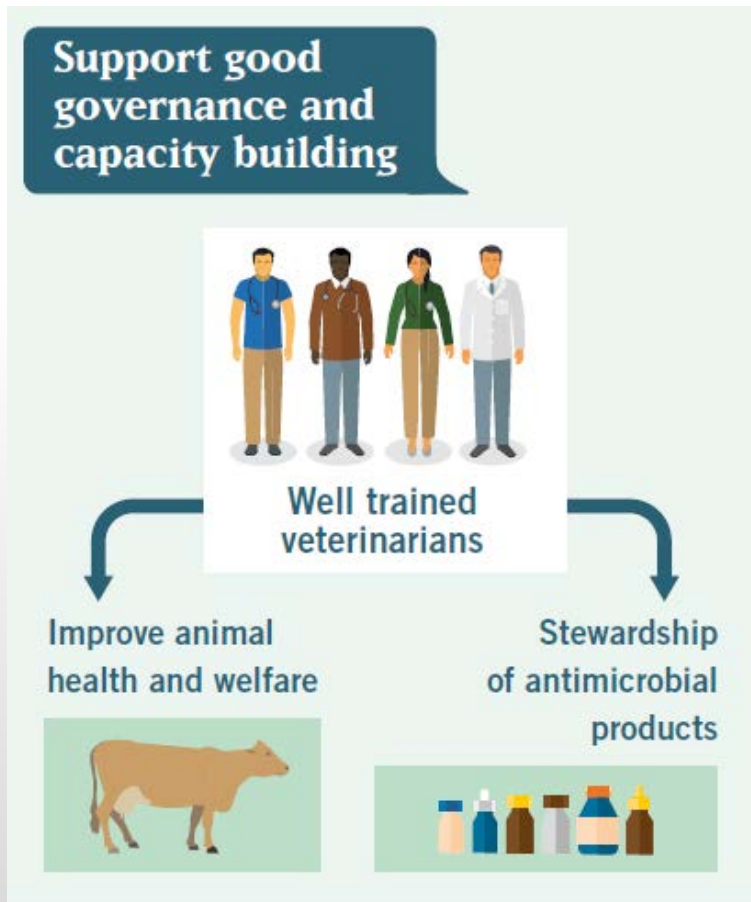 Support good
governance and
capacity building
Well trained
veterinarians
Improve animal
health and welfare
Stewardship
of antimicrobial
products